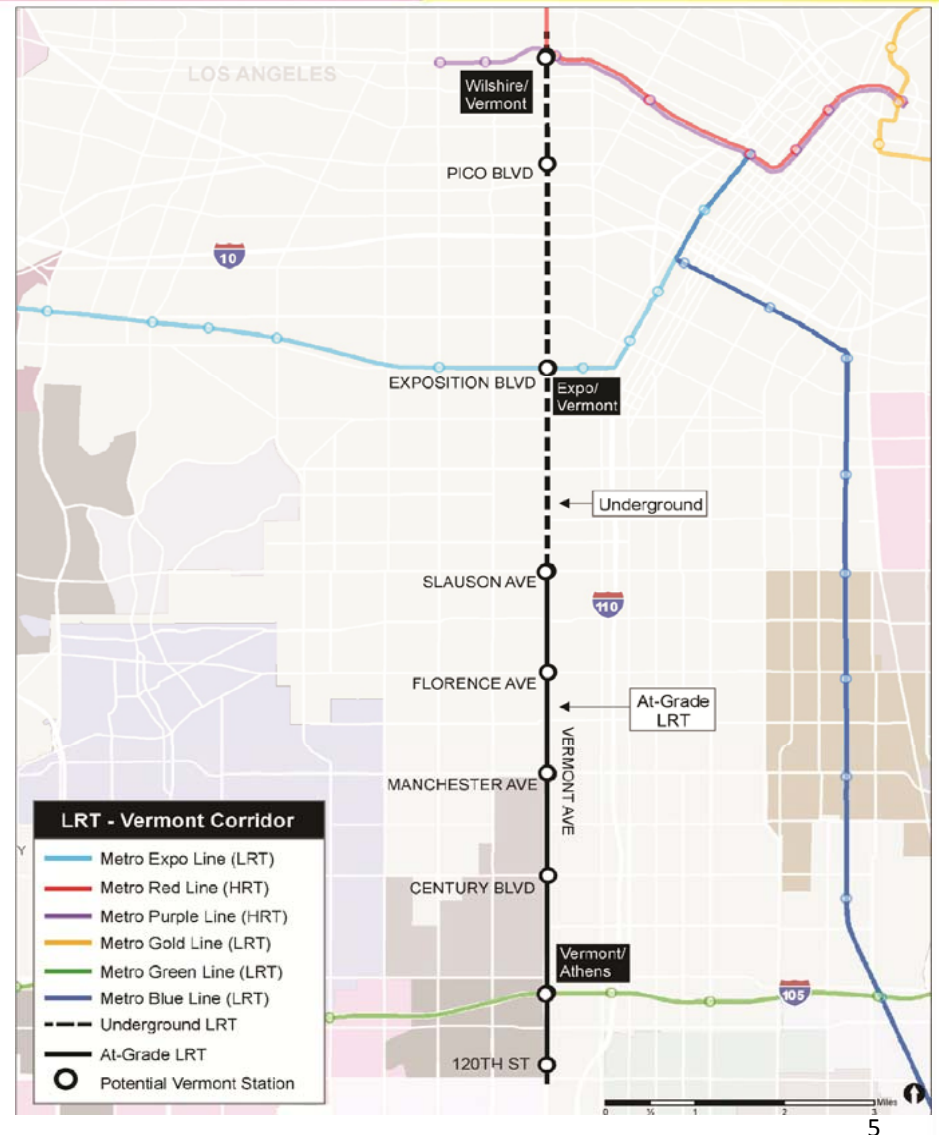 LOS ANGELES
Wilshire/
Vermont
PICO BLVD
10
EXPOSITION BLVD
Expo/
Vermont
Underground
SLAUSON AVE
110
FLORENCE AVE
At-Grade
LRT
VERMONT AVE
MANCHESTER AVE
CENTURY BLVD
Vermont/
Athens
105
120TH ST
LRT - Vermont Corridor
Y
Metro Expo Line (LRT)
Metro Red Line (HRT)
Metro Purple Line (HRT)
Metro Gold Line (LRT)
Metro Green Line (LRT)
Metro Blue Line (LRT)
Underground LRT
At-Grade LRT
Potential Vermont Station
Miles
0 ½ 1 2 3
5